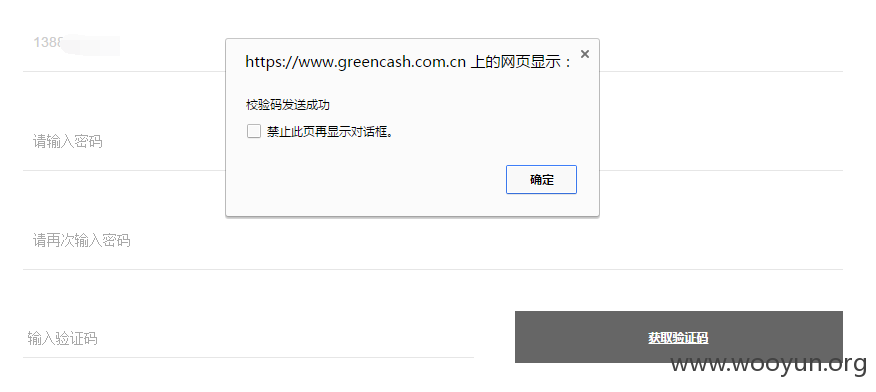 1388
https://www.greencash.com.cn 上的网页显示：
校验码发送成功
禁止此页再显示对话框。
确定
请输入密码
请再次输入密码
输入验证码
获取验证码
www.wooyun.org